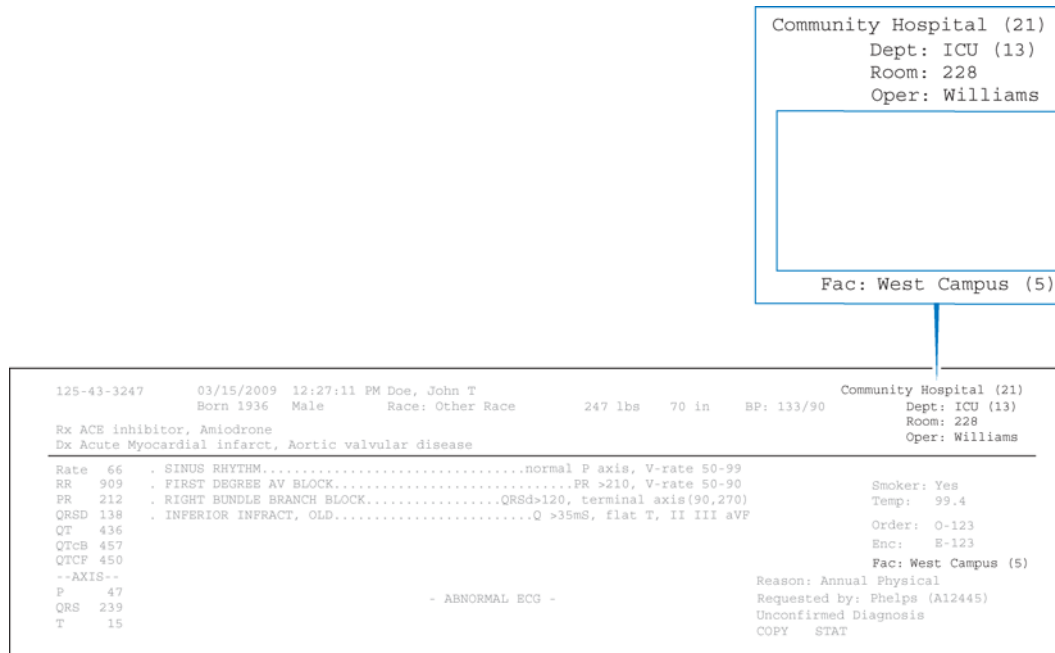 Community Hospital (21)
Dept: ICU (13)
Room: 228
Oper: Williams
Fac: West Campus (5)
125-43-3247 03/15/2009 12:27:11 PM Doe, John T Community Hospital (21)
Born 1936 Male Race: Other Race 247 lbs 70 in BP: 133/90 Dept: ICU (13)
Room: 228
Rx ACE inhibitor, Amiodrone
Oper: Williams
Dx Acute Myocardial infarct, Aortic valvular disease
Rate 66 . SINUS RHYTHM.................................normal P axis, V-rate 50-99
RR 909 . FIRST DEGREE AV BLOCK..............................PR >210, V-rate 50-90 Smoker: Yes
PR 212 . RIGHT BUNDLE BRANCH BLOCK.................QRSd>120, terminal axis(90,270) Temp: 99.4
QRSD 138 . INFERIOR INFRACT, OLD.........................Q >35mS, flat T, II III aVF
QT 436 Order: O-123
QTcB 457 Enc: E-123
QTCF 450 Fac: West Campus (5)
--AXIS-- Reason: Annual Physical
P 47 - ABNORMAL ECG - Requested by: Phelps (A12445)
QRS 239 Unconfirmed Diagnosis
T 15 COPY STAT